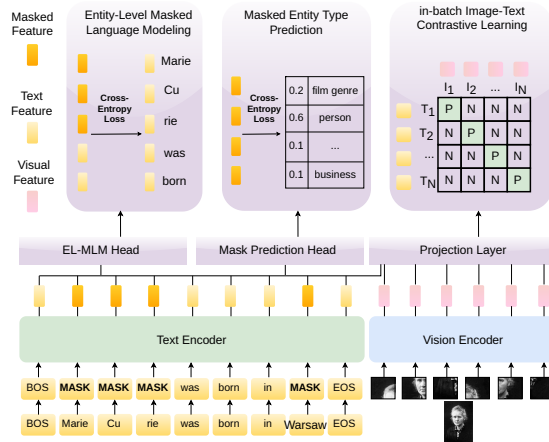 Masked
Feature
Text
Feature
Visual
Feature
Entity-Level Masked
Language Modeling
Marie
Cu
rie
was
born
Cross-
Entropy
Loss
Masked Entity Type
Prediction
Cross-
Entropy
Loss
0.2 film genre
0.6 person
0.1 ...
0.1 business
in-batch Image-Text
Contrastive Learning
I1 I2 ... IN
T1 P N N N
T2 N P N N
... N N P N
TN N N N P
EL-MLM Head
Mask Prediction Head
Projection Layer
Text Encoder
Vision Encoder
BOS MASK MASK MASK was born in MASK EOS
BOS Marie Cu rie was born in Warsaw EOS